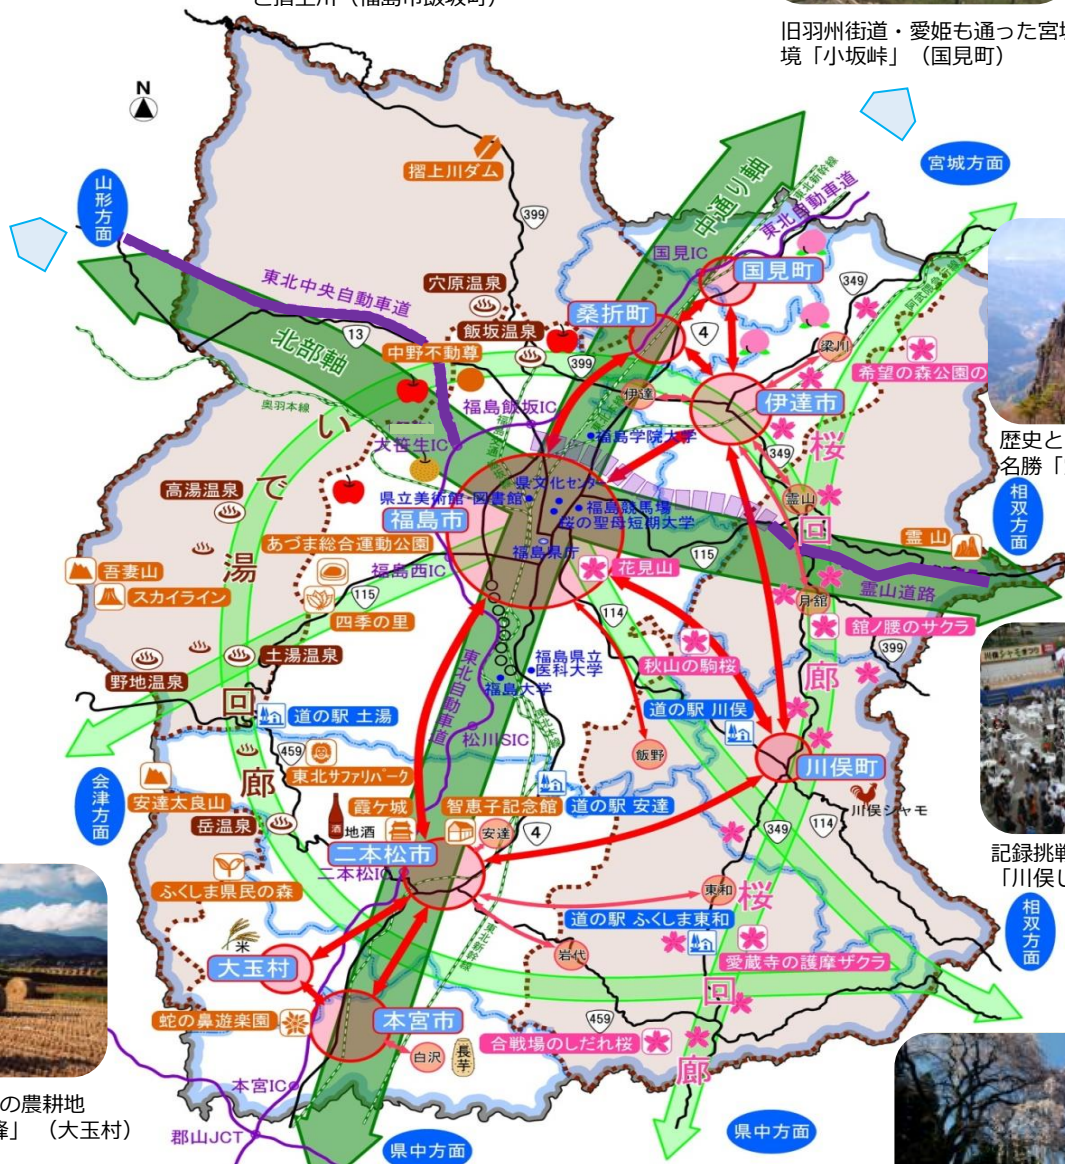 と摺上川（福島市飯坂町）
旧羽州街道・愛姫も通った宮城
境「小坂峠」（国見町）
N
宮城方面
山形方面
摺上川ダム
399
中通り軸
東北新幹線
東北自動車道
国見IC
国見町
349
阿武隈急行線
東北中央自動車道
穴原温泉
桑折町
4
13
飯坂温泉
399
梁川
北部軸
中野不動尊
希望の森公園の
奥羽本線
伊達
伊達市
福島飯坂IC
い
で
湯
回
廊
大笹生IC
福島学院大学
349
桜
回
廊
歴史と
名勝「
県文化センター
高湯温泉
県立美術館・図書館
福島競馬場
霊山
相双方面
福島市
桜の聖母短期大学
あづま総合運動公園
福島県庁
霊山
115
吾妻山
福島西IC
花見山
霊山道路
スカイライン
115
月舘
四季の里
114
舘ノ腰のサクラ
399
土湯温泉
秋山の駒桜
福島県立
医科大学
野地温泉
東北自動車道
福島大学
道の駅 土湯
道の駅 川俣
松川SIC
飯野
459
東北サファリパーク
川俣町
会津方面
安達太良山
霞ケ城
智恵子記念館
道の駅 安達
川俣シャモ
岳温泉
酒
地酒
安達
4
349
114
二本松市
二本松IC
記録挑戦
「川俣し
ふくしま県民の森
東和
桜
回
廊
米
道の駅 ふくしま東和
相双方面
東北新幹線
岩代
大玉村
愛蔵寺の護摩ザクラ
蛇の鼻遊楽園
本宮市
459
合戦場のしだれ桜
白沢
長芋
本宮IC
の農耕地
峰」（大玉村）
郡山JCT
県中方面
県中方面